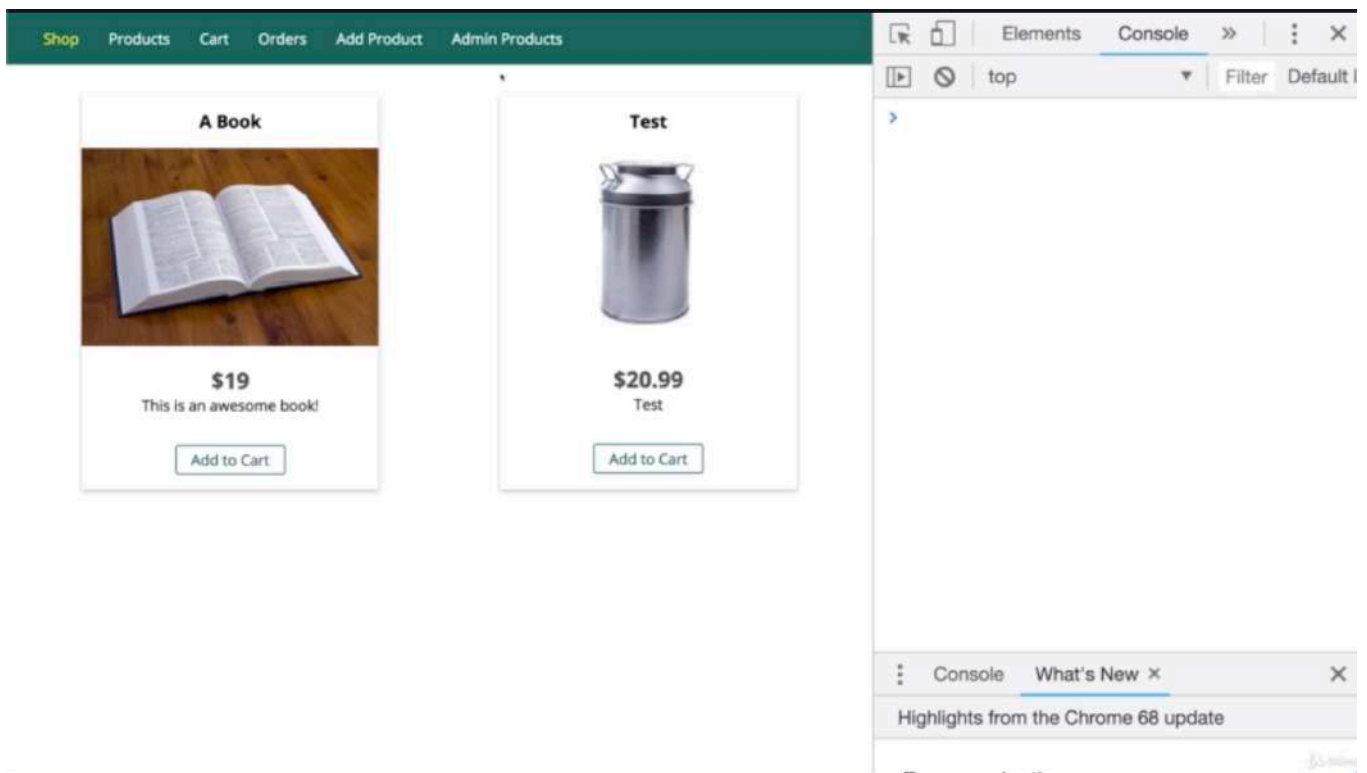 Shop Products Cart Orders Add Product Admin Products
A Book
$19
This is an awesome book!
Add to Cart
Test
$20.99
Test
Add to Cart
Elements Console »
top Filter Default
Console What's New ×
Highlights from the Chrome 68 update